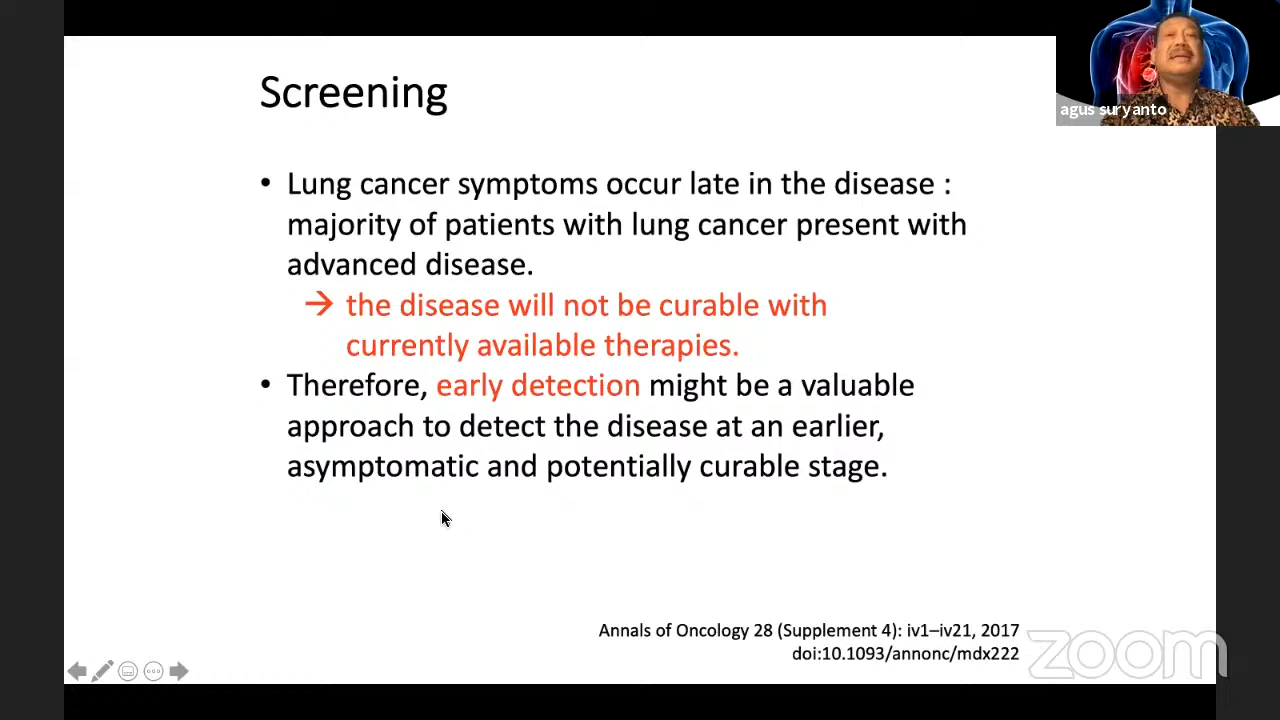 Screening
agus suryanto
• Lung cancer symptoms occur late in the disease :
majority of patients with lung cancer present with
advanced disease.
→ the disease will not be curable with
currently available therapies.
• Therefore, early detection might be a valuable
approach to detect the disease at an earlier,
asymptomatic and potentially curable stage.
Annals of Oncology 28 (Supplement 4): iv1–iv21, 2017
doi:10.1093/annonc/mdx222
zoom